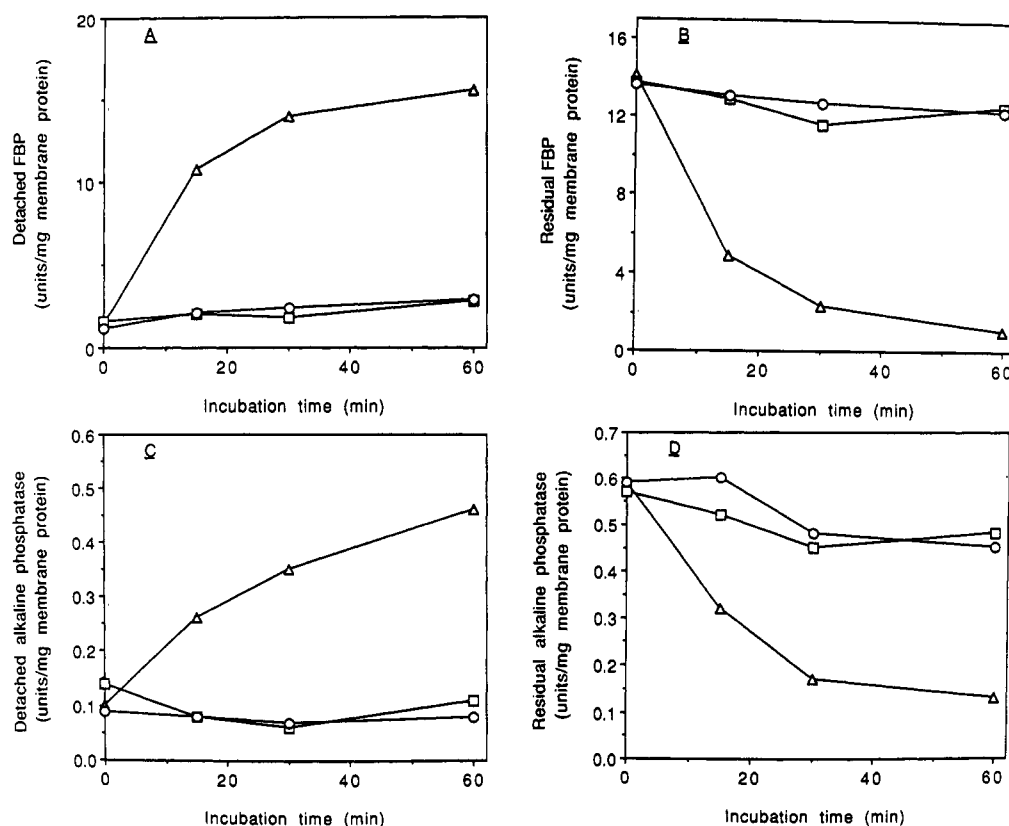 A
20
10
0
Detached FBP
(units/mg membrane protein)
0 20 40 60
Incubation time (min)
B
16
12
8
4
0
Residual FBP
(units/mg membrane protein)
0 20 40 60
Incubation time (min)
C
0.6
0.5
0.4
0.3
0.2
0.1
0.0
Detached alkaline phosphatase
(units/mg membrane protein)
0 20 40 60
Incubation time (min)
D
0.7
0.6
0.5
0.4
0.3
0.2
0.1
0.0
Residual alkaline phosphatase
(units/mg membrane protein)
0 20 40 60
Incubation time (min)